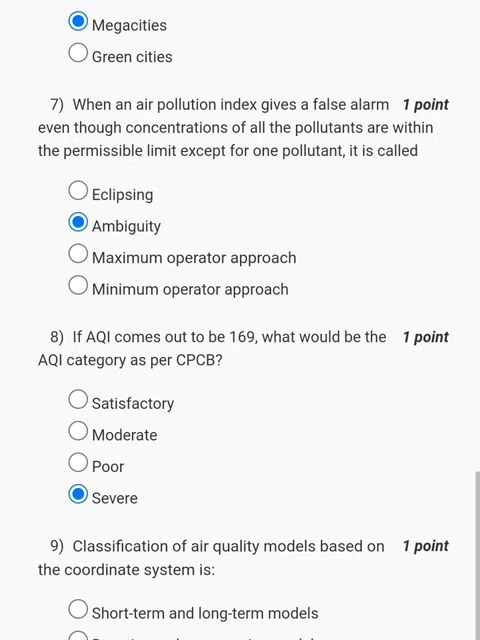 Megacities
Green cities
7) When an air pollution index gives a false alarm 1 point
even though concentrations of all the pollutants are within
the permissible limit except for one pollutant, it is called
Eclipsing
Ambiguity
Maximum operator approach
Minimum operator approach
8) If AQI comes out to be 169, what would be the 1 point
AQI category as per CPCB?
Satisfactory
Moderate
Poor
Severe
9) Classification of air quality models based on 1 point
the coordinate system is:
Short-term and long-term models